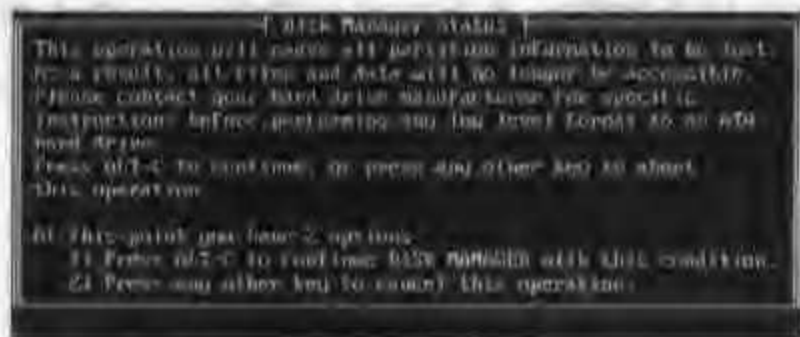 Disk Manager Status
This operation will cause all partition information to be lost.
As a result, all files and data will no longer be accessible.
Please contact your hard drive manufacturer for specific
instructions before performing any low level format to an ATA
hard drive.
Press ALT-C to continue, or press any other key to abort
this operation
At this point you have 2 options
1) Press ALT-C to continue DISK MANAGER with this condition.
2) Press any other key to cancel this operation.